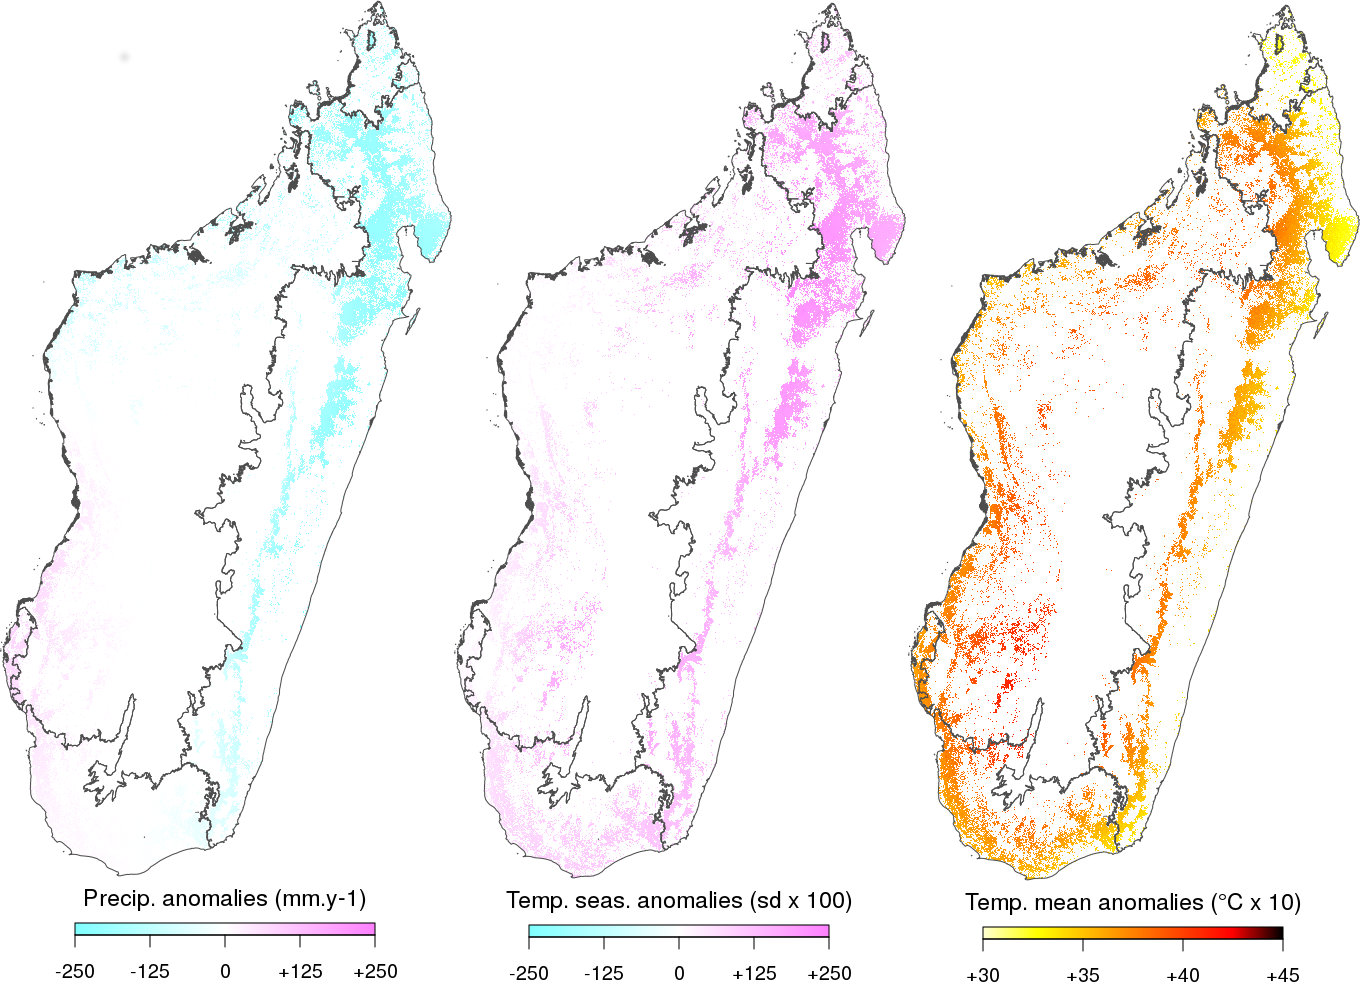 Precip. anomalies (mm.y-1)
-250 -125 0 +125 +250
Temp. seas. anomalies (sd x 100)
-250 -125 0 +125 +250
Temp. mean anomalies (°C x 10)
+30 +35 +40 +45